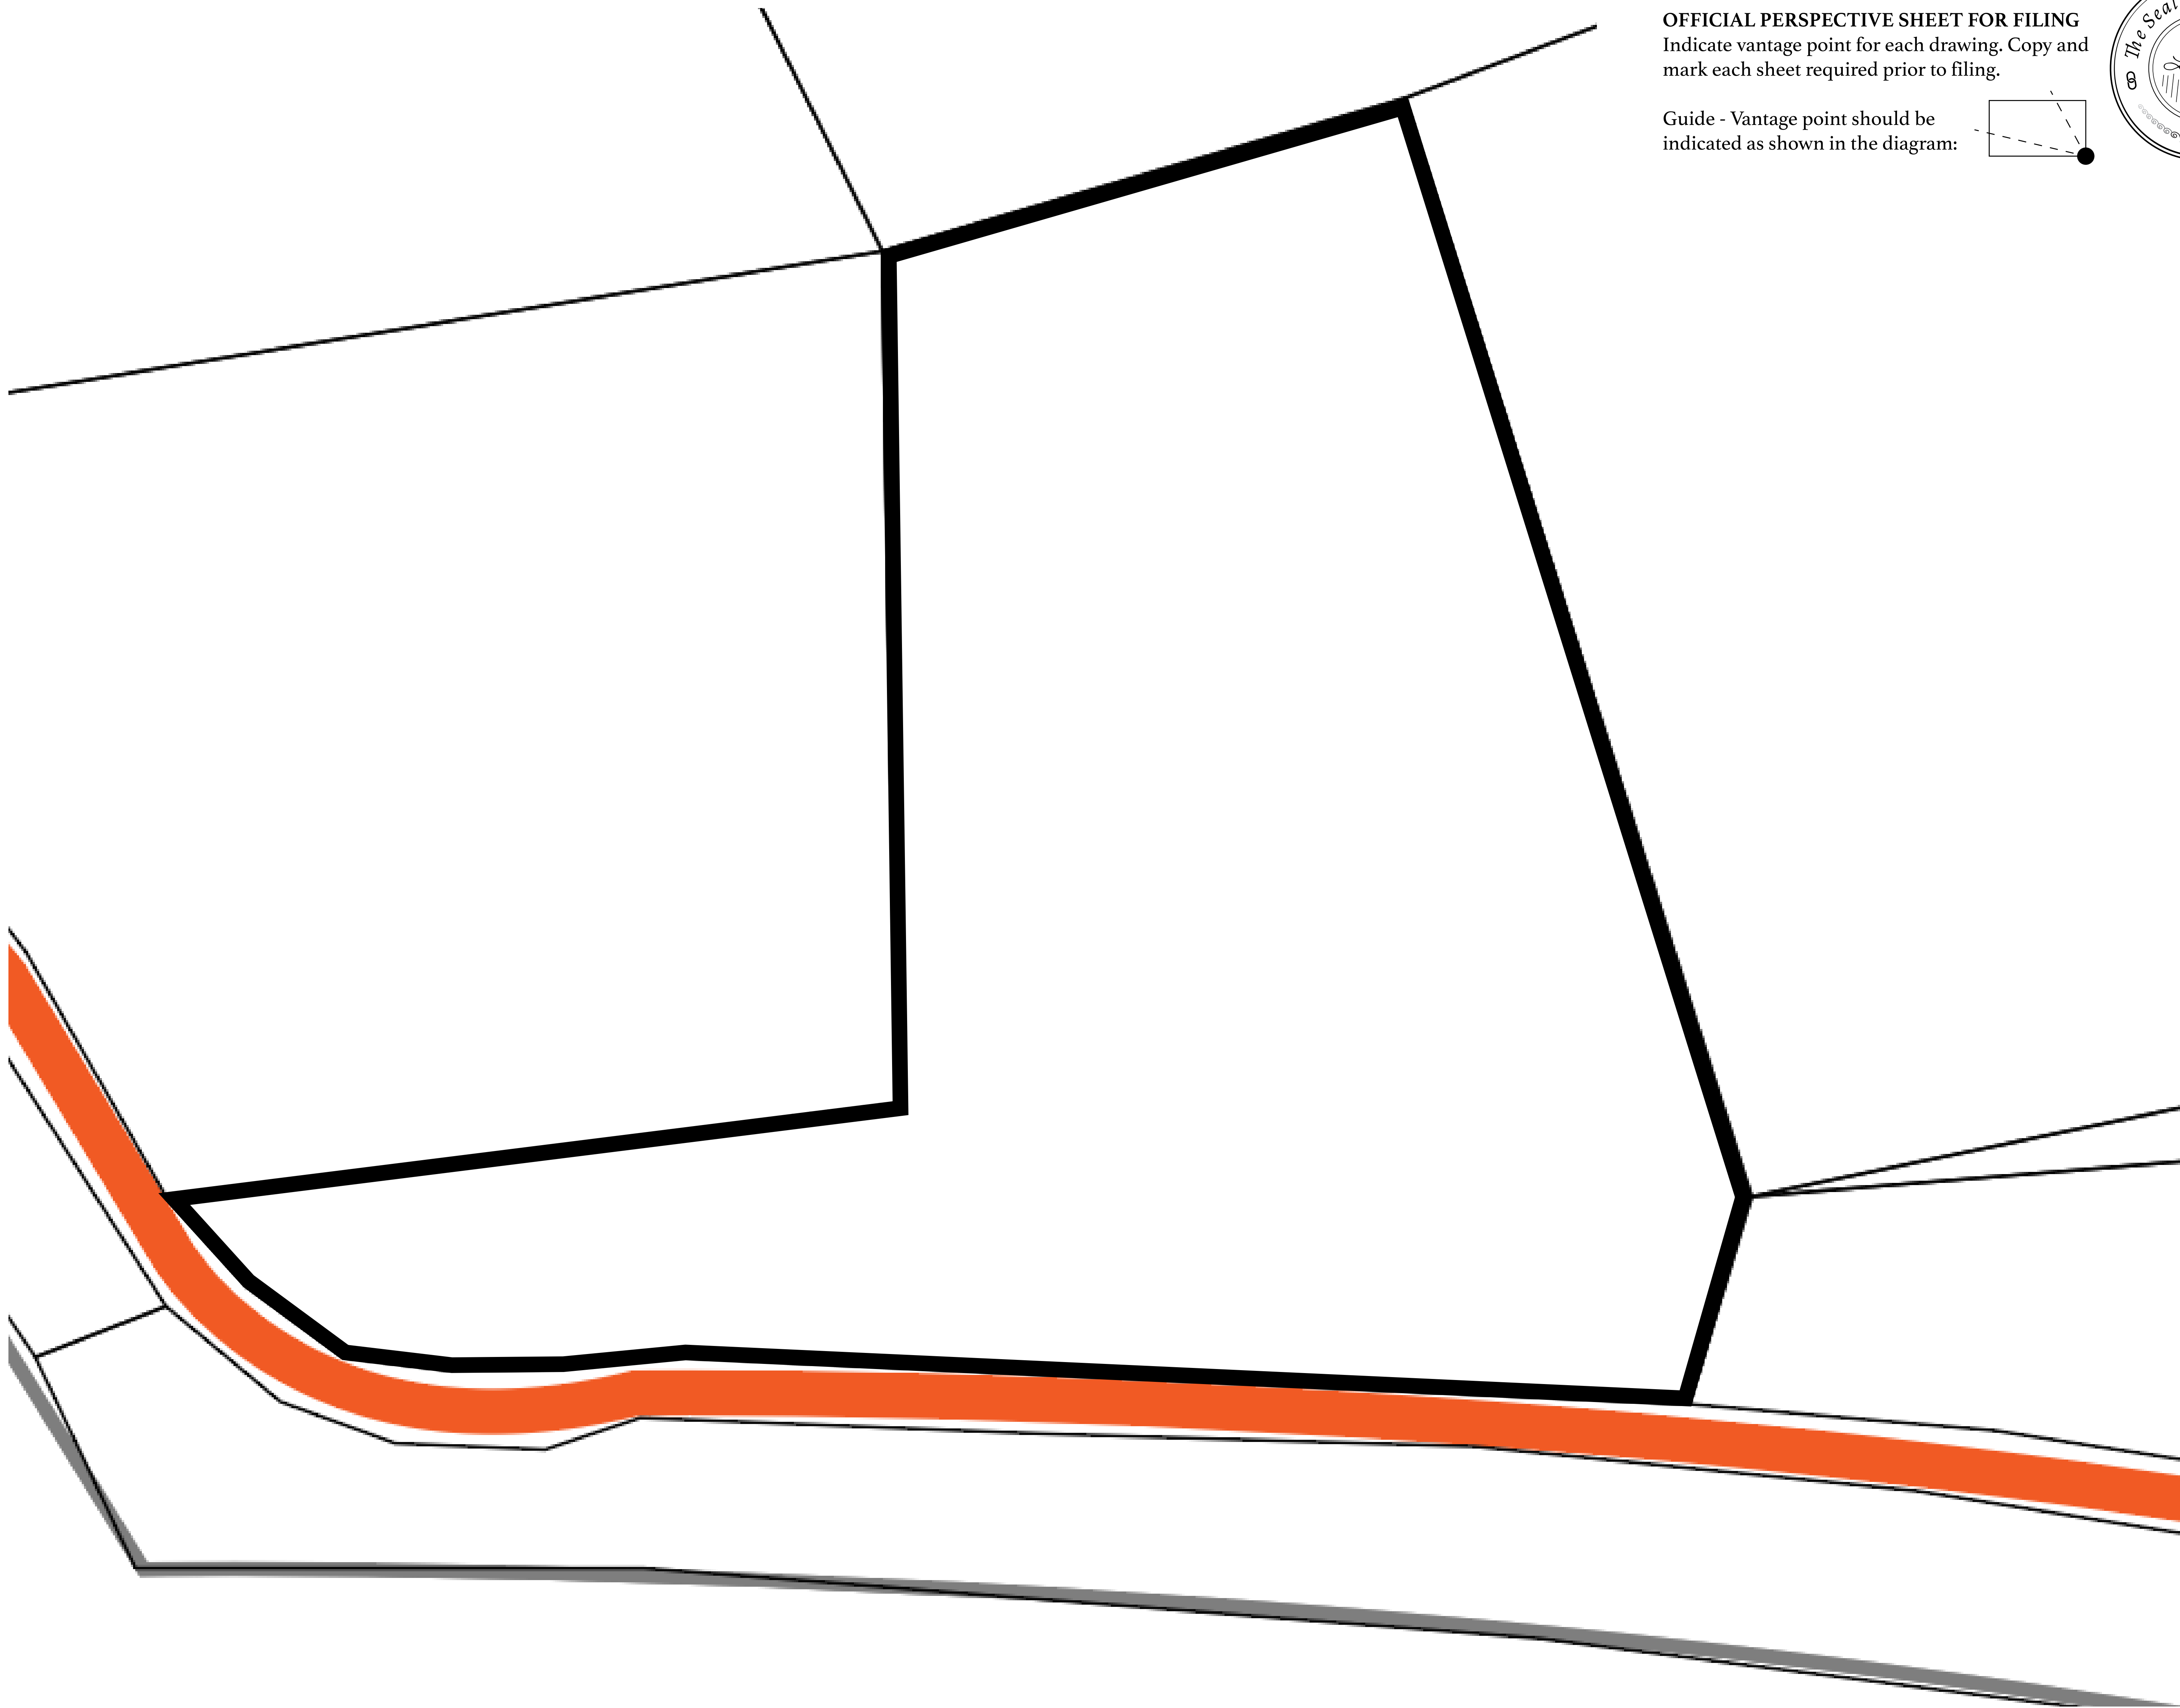 OFFICIAL PERSPECTIVE SHEET FOR FILING
Indicate vantage point for each drawing. Copy and
mark each sheet required prior to filing.
Guide - Vantage point should be
indicated as shown in the diagram:
The Seal